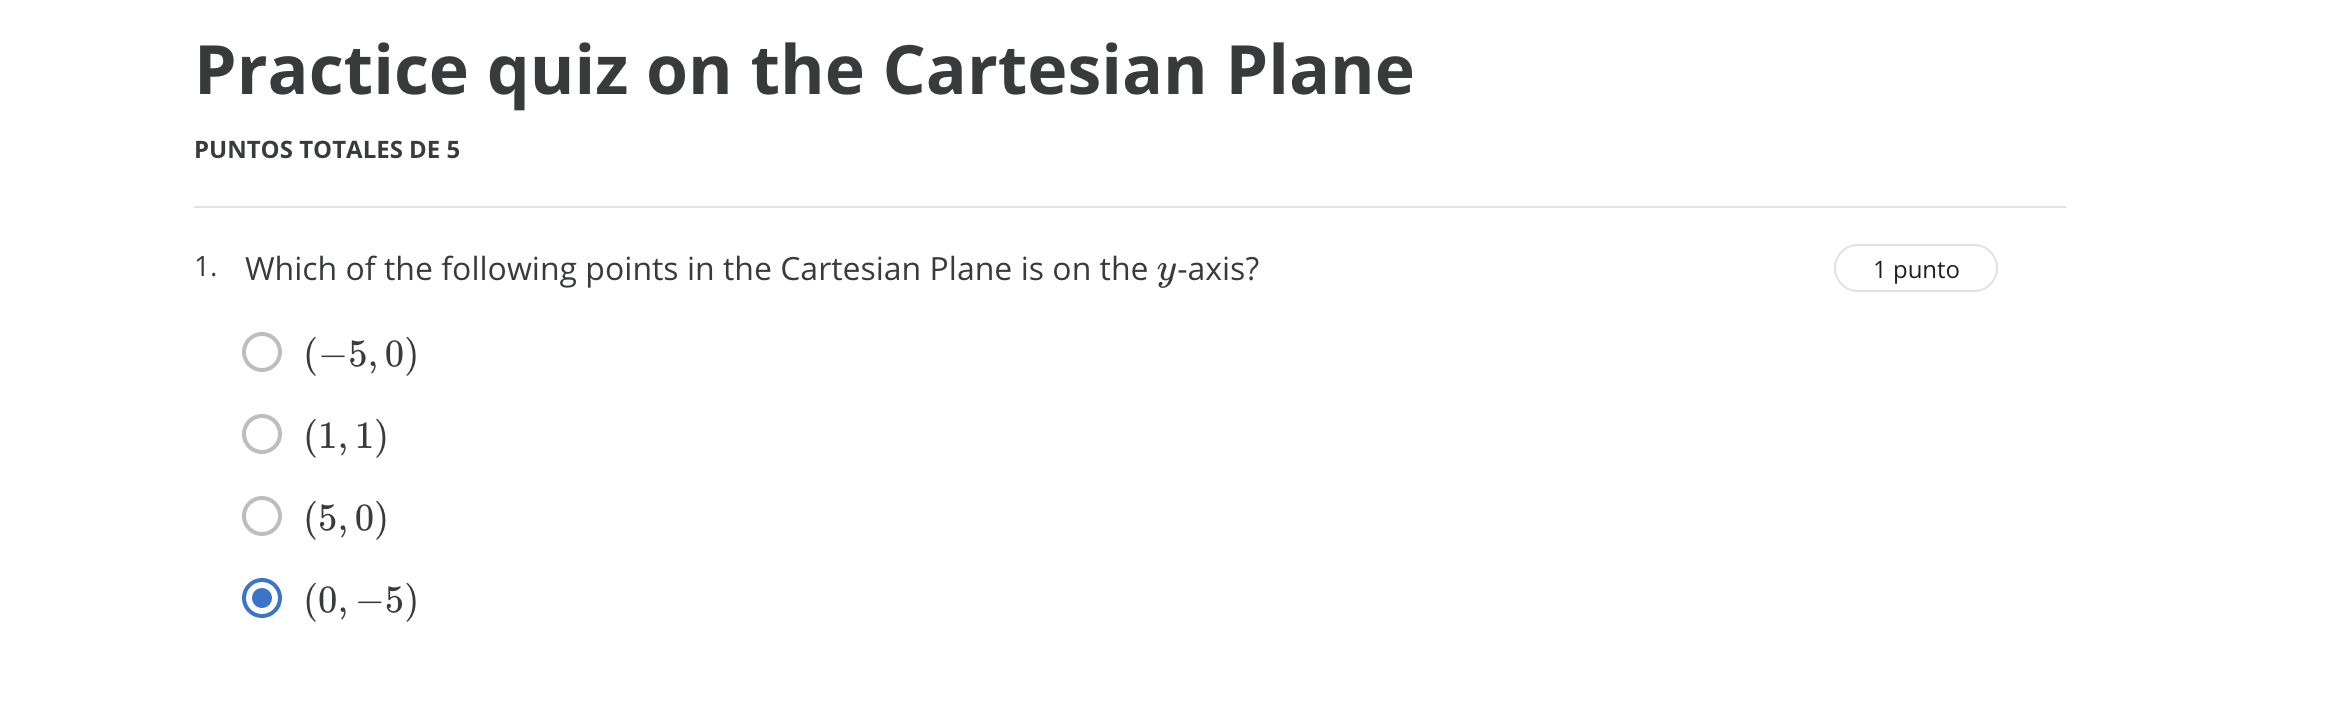 Practice quiz on the Cartesian Plane
PUNTOS TOTALES DE 5
1. Which of the following points in the Cartesian Plane is on the y-axis?
1 punto
(−5, 0)
(1, 1)
(5, 0)
(0, −5)